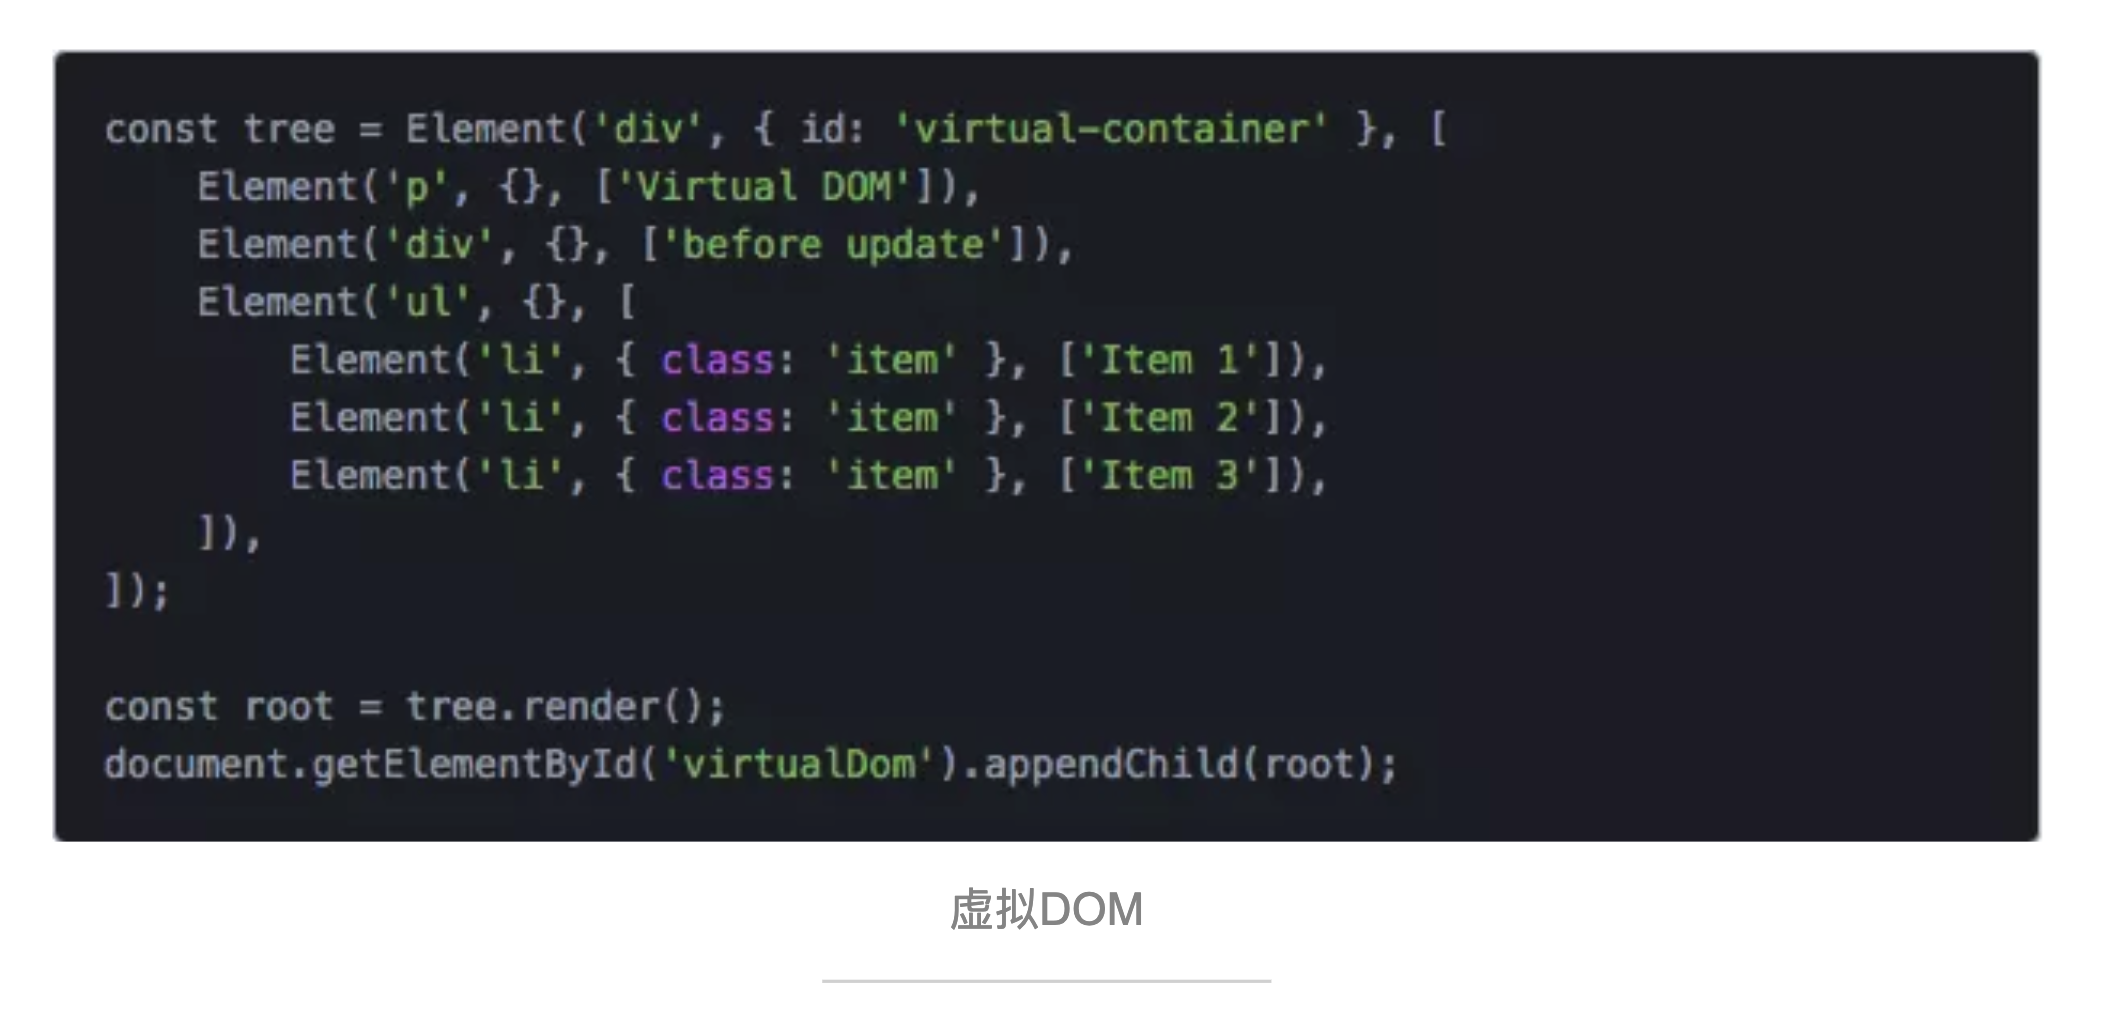 const tree = Element('div', { id: 'virtual-container' }, [
    Element('p', {}, ['Virtual DOM']),
    Element('div', {}, ['before update']),
    Element('ul', {}, [
        Element('li', { class: 'item' }, ['Item 1']),
        Element('li', { class: 'item' }, ['Item 2']),
        Element('li', { class: 'item' }, ['Item 3']),
    ]),
]);

const root = tree.render();
document.getElementById('virtualDom').appendChild(root);
虚拟DOM